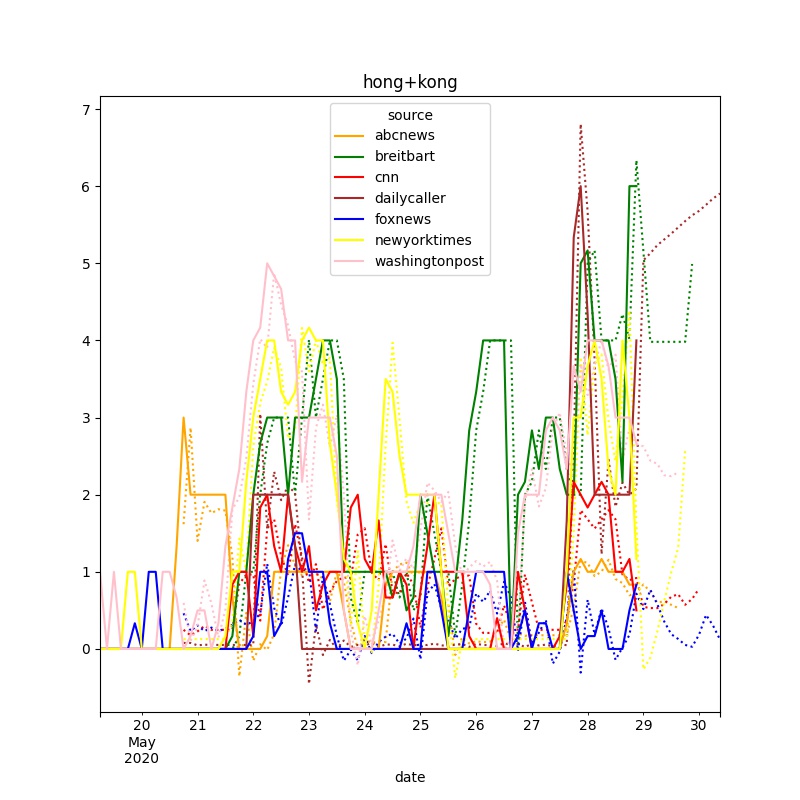 hong+kong
source
abcnews
breitbart
cnn
dailycaller
foxnews
newyorktimes
washingtonpost
7
6
5
4
3
2
1
0
20 21 22 23 24 25 26 27 28 29 30
May
2020
date